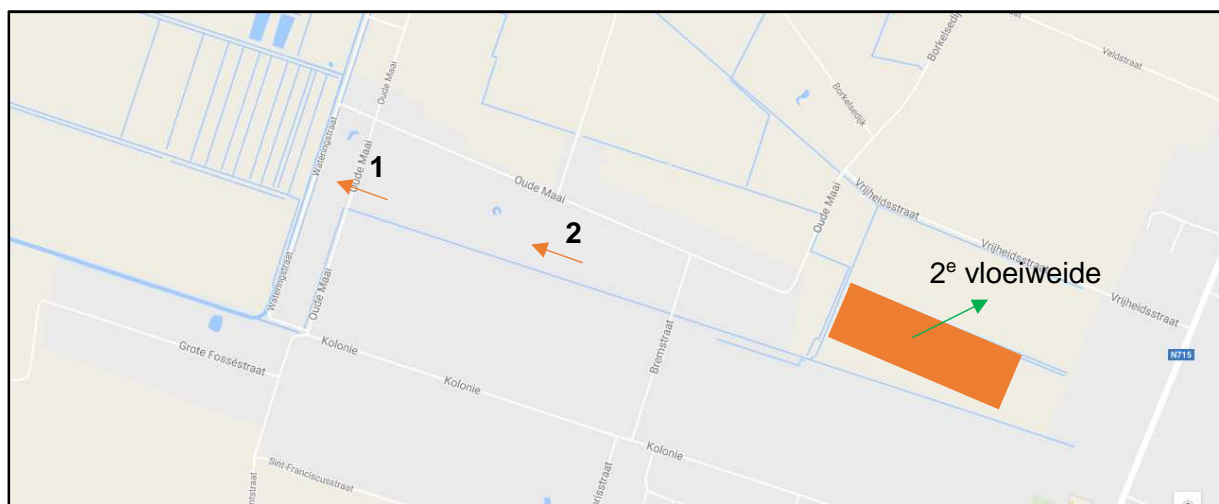 Oude Maai
Borkelsedijk
Veldstraat
Borkelsedijk
Wateringstraat
Oude Maai
1
Oude Maai
Oude Maai
Vrijheidsstraat
2
Vrijheidsstraat
Wateringstraat
Oude Maai
2e vloeiweide
Vrijheidsstraat
Kolonie
Grote Fosséstraat
Bremstraat
N715
Kolonie
Kolonie
Sint-Franciscusstraat